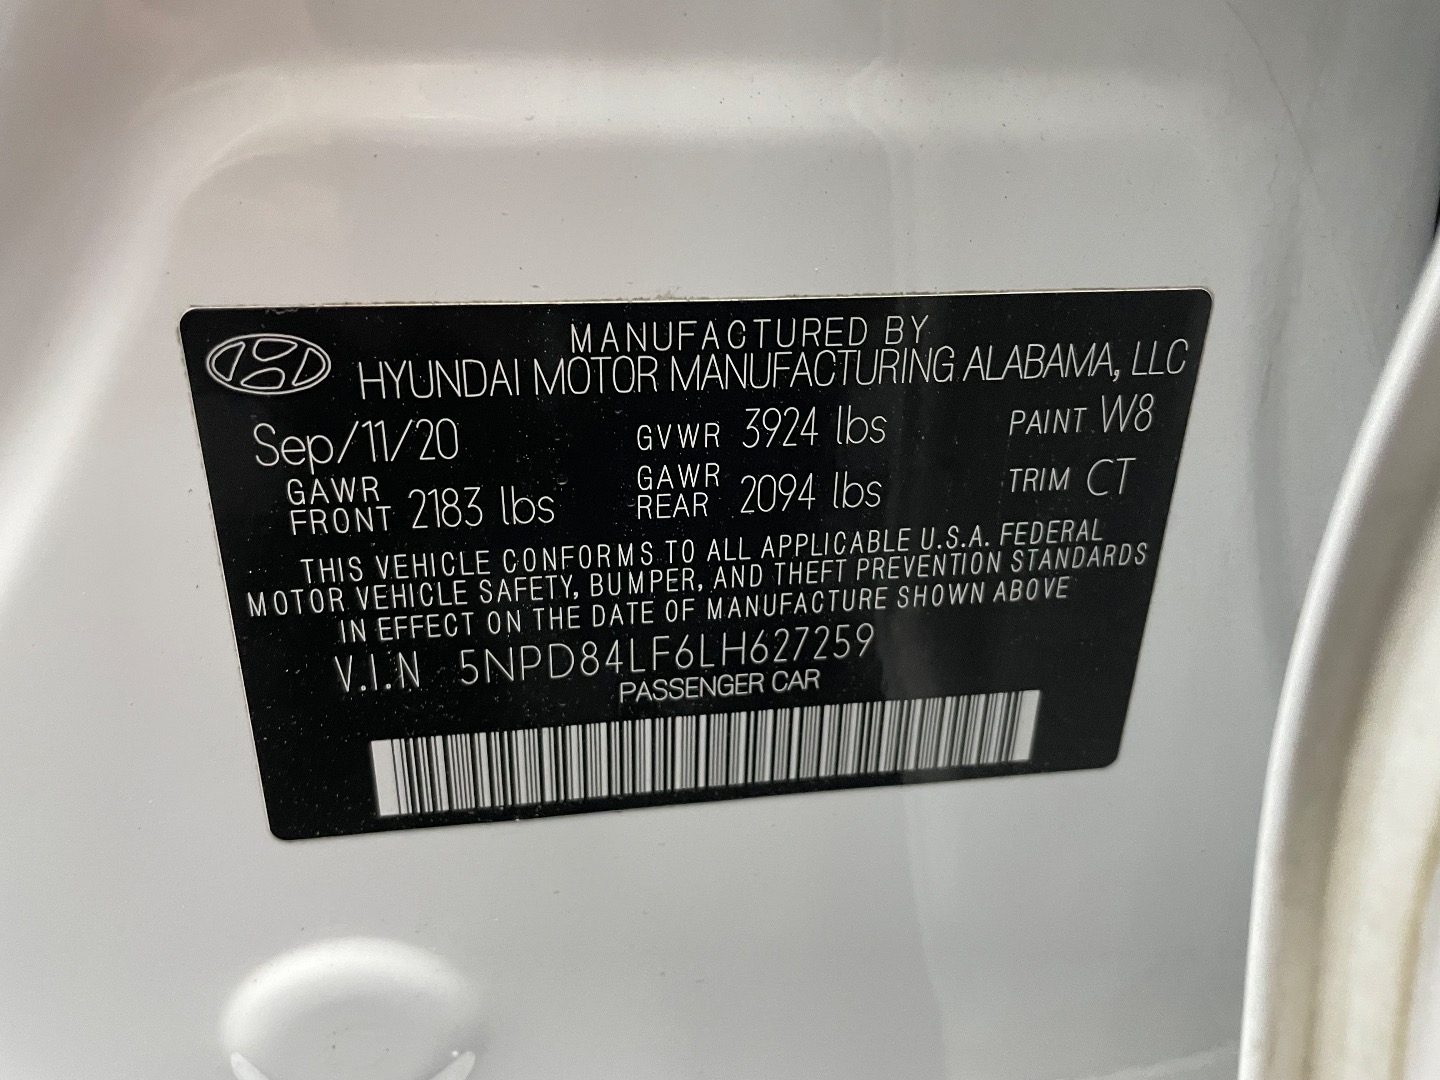 MANUFACTURED BY
HYUNDAI MOTOR MANUFACTURING ALABAMA, LLC
Sep/11/20 GVWR 3924 lbs PAINT W8
GAWR FRONT 2183 lbs GAWR REAR 2094 lbs TRIM CT
THIS VEHICLE CONFORMS TO ALL APPLICABLE U.S.A. FEDERAL
MOTOR VEHICLE SAFETY, BUMPER, AND THEFT PREVENTION STANDARDS
IN EFFECT ON THE DATE OF MANUFACTURE SHOWN ABOVE
V.I.N 5NPD84LF6LH627259
PASSENGER CAR